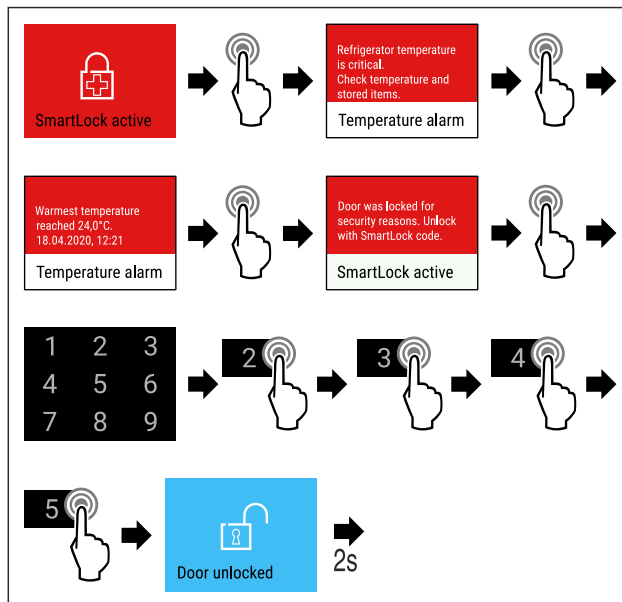 SmartLock active
Refrigerator temperature
is critical.
Check temperature and
stored items.
Temperature alarm
Warmest temperature
reached 24,0°C.
18.04.2020, 12:21
Temperature alarm
Door was locked for
security reasons. Unlock
with SmartLock code.
SmartLock active
1 2 3
4 5 6
7 8 9
2
3
4
5
Door unlocked
2s